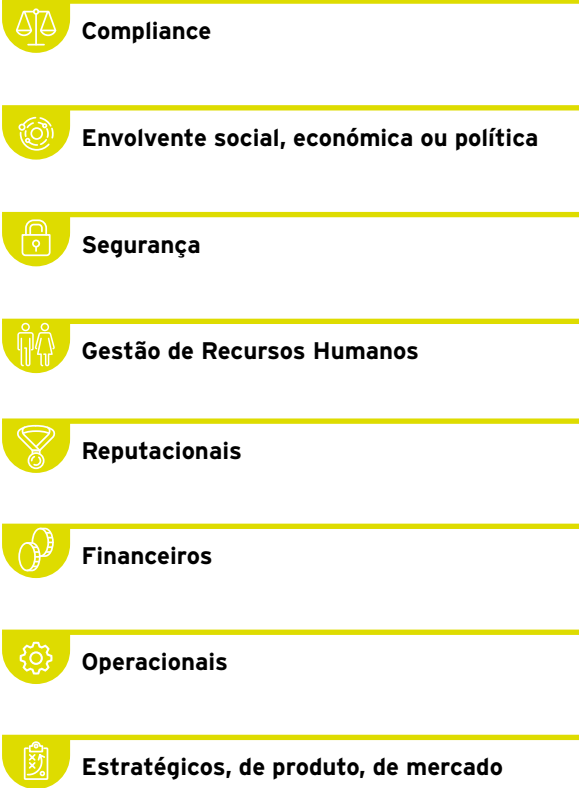 Compliance
Envolvente social, económica ou política
Segurança
Gestão de Recursos Humanos
Reputacionais
Financeiros
Operacionais
Estratégicos, de produto, de mercado